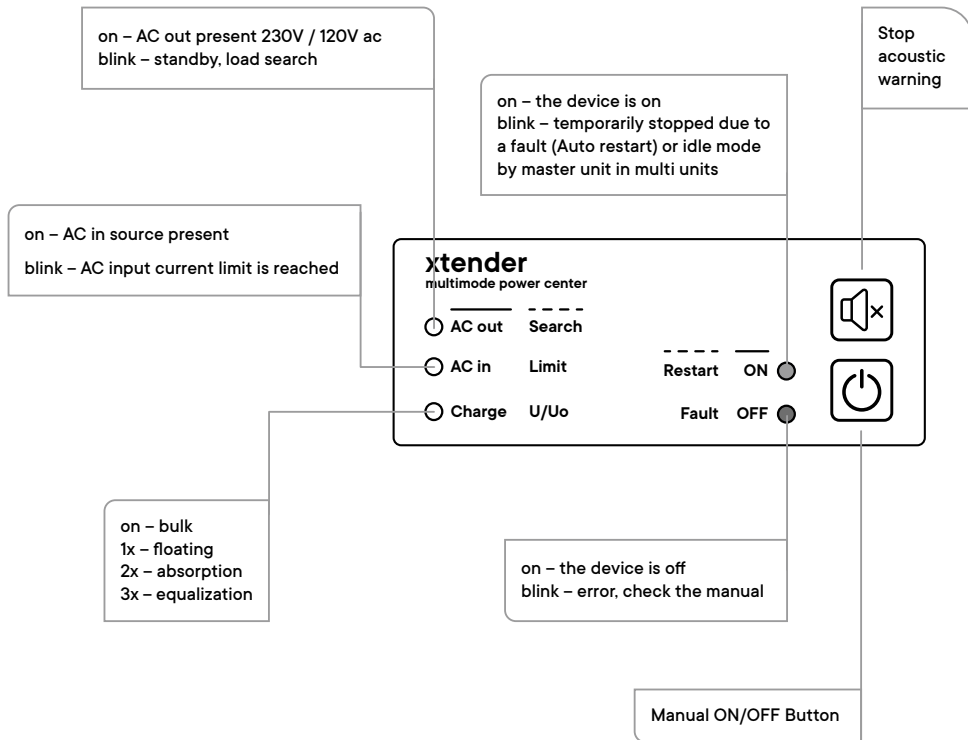 on – AC out present 230V / 120V ac
blink – standby, load search
Stop
acoustic
warning
on – the device is on
blink – temporarily stopped due to
a fault (Auto restart) or idle mode
by master unit in multi units
on – AC in source present
blink – AC input current limit is reached
xtender
multimode power center
AC out Search
AC in Limit
Restart ON
Charge U/Uo
Fault OFF
on – bulk
1x – floating
2x – absorption
3x – equalization
on – the device is off
blink – error, check the manual
Manual ON/OFF Button